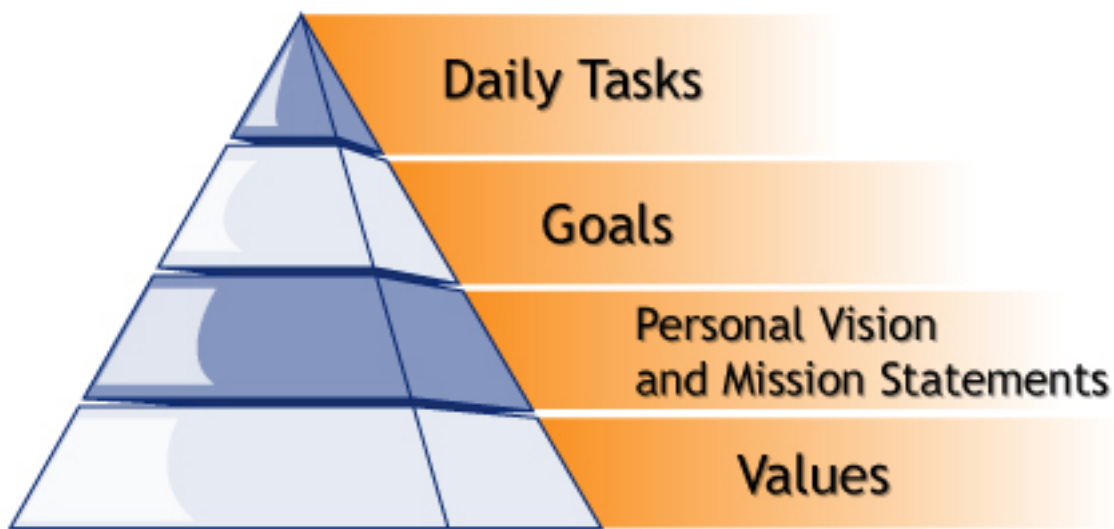 Daily Tasks
Goals
Personal Vision
and Mission Statements
Values